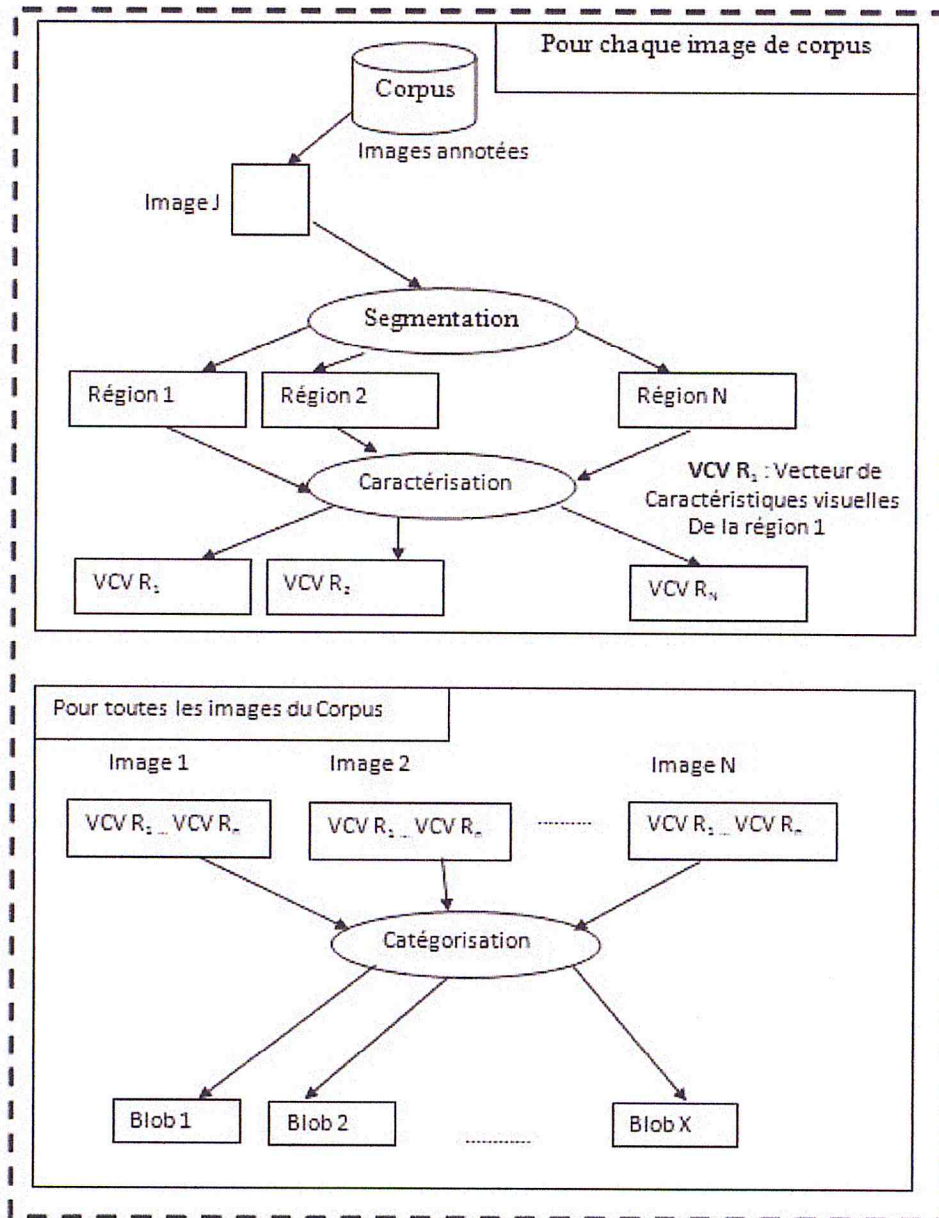 Pour chaque image de corpus
Corpus
Images annotées
Image J
Segmentation
Région 1
Région 2
Région N
Caractérisation
VCV R₁ : Vecteur de
Caractéristiques visuelles
De la région 1
VCV R₁
VCV R₂
VCV R_N
Pour toutes les images du Corpus
Image 1
Image 2
Image N
VCV R₁ ... VCV Rₙ
VCV R₁ ... VCV Rₙ
..........
VCV R₁ ... VCV Rₙ
Catégorisation
Blob 1
Blob 2
..........
Blob X